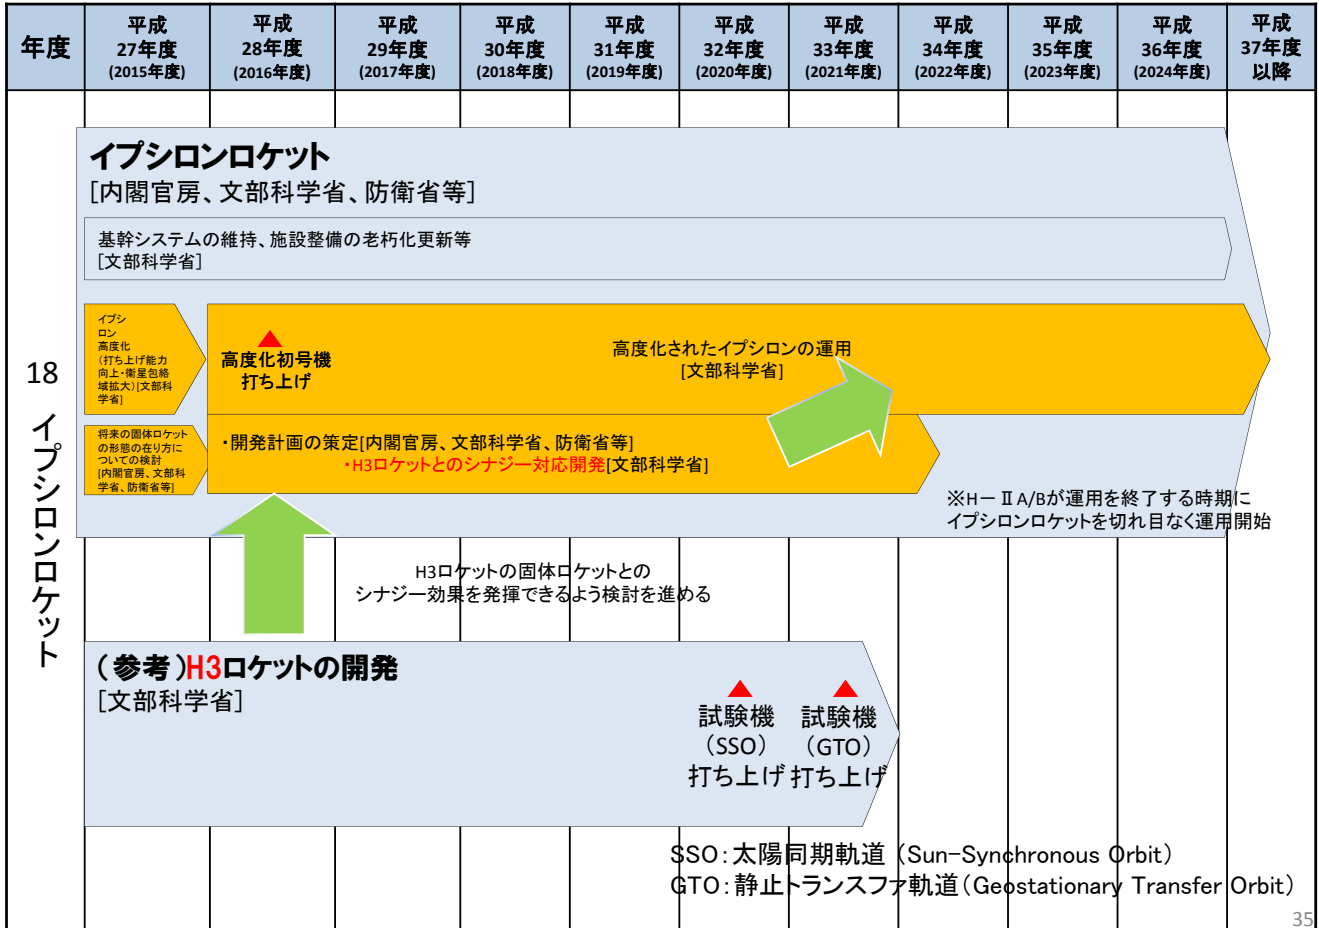 年度
平成
27年度
(2015年度)
平成
28年度
(2016年度)
平成
29年度
(2017年度)
平成
30年度
(2018年度)
平成
31年度
(2019年度)
平成
32年度
(2020年度)
平成
33年度
(2021年度)
平成
34年度
(2022年度)
平成
35年度
(2023年度)
平成
36年度
(2024年度)
平成
37年度
以降
18 イプシロンロケット
イプシロンロケット
[内閣官房、文部科学省、防衛省等]
基幹システムの維持、施設整備の老朽化更新等
[文部科学省]
イプシ
ロン
高度化
(打ち上げ能力
向上・衛星包絡
域拡大)[文部科
学省]
高度化初号機
打ち上げ
高度化されたイプシロンの運用
[文部科学省]
将来の固体ロケット
の形態の在り方に
ついての検討
[内閣官房、文部科
学省、防衛省等]
・開発計画の策定[内閣官房、文部科学省、防衛省等]
・H3ロケットとのシナジー対応開発[文部科学省]
※H-ⅡA/Bが運用を終了する時期に
イプシロンロケットを切れ目なく運用開始
H3ロケットの固体ロケットとの
シナジー効果を発揮できるよう検討を進める
(参考)H3ロケットの開発
[文部科学省]
試験機
(SSO)
打ち上げ
試験機
(GTO)
打ち上げ
SSO:太陽同期軌道 (Sun-Synchronous Orbit)
GTO:静止トランスファ軌道(Geostationary Transfer Orbit)
35